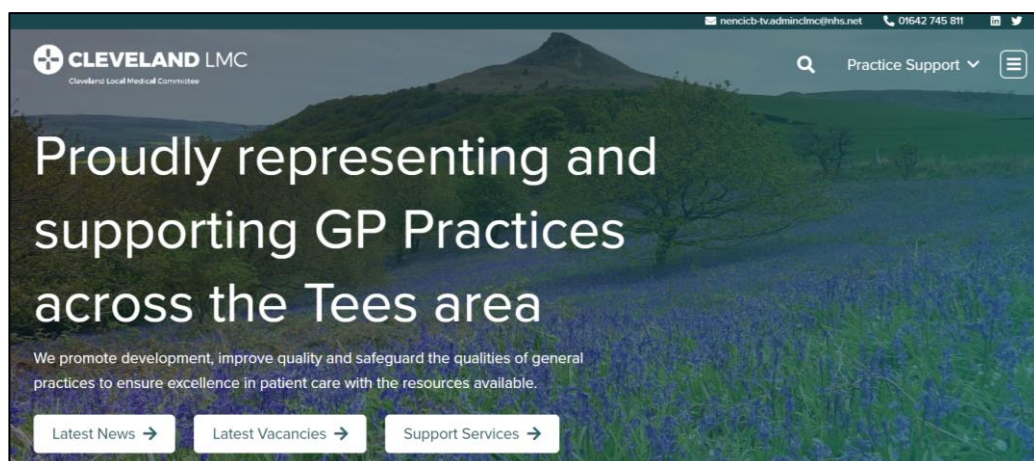 nencicb-tv.adminclmc@nhs.net 01642 745 811
CLEVELAND LMC
Cleveland Local Medical Committee
Practice Support
Proudly representing and
supporting GP Practices
across the Tees area
We promote development, improve quality and safeguard the qualities of general
practices to ensure excellence in patient care with the resources available.
Latest News → Latest Vacancies → Support Services →